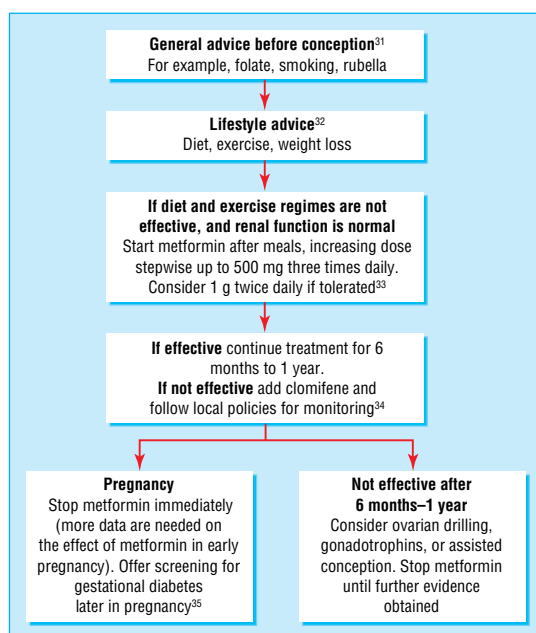 General advice before conception³¹
For example, folate, smoking, rubella
Lifestyle advice³²
Diet, exercise, weight loss
If diet and exercise regimes are not
effective, and renal function is normal
Start metformin after meals, increasing dose
stepwise up to 500 mg three times daily.
Consider 1 g twice daily if tolerated³³
If effective continue treatment for 6
months to 1 year.
If not effective add clomifene and
follow local policies for monitoring³⁴
Pregnancy
Stop metformin immediately
(more data are needed on
the effect of metformin in early
pregnancy). Offer screening for
gestational diabetes
later in pregnancy³⁵
Not effective after
6 months–1 year
Consider ovarian drilling,
gonadotrophins, or assisted
conception. Stop metformin
until further evidence
obtained